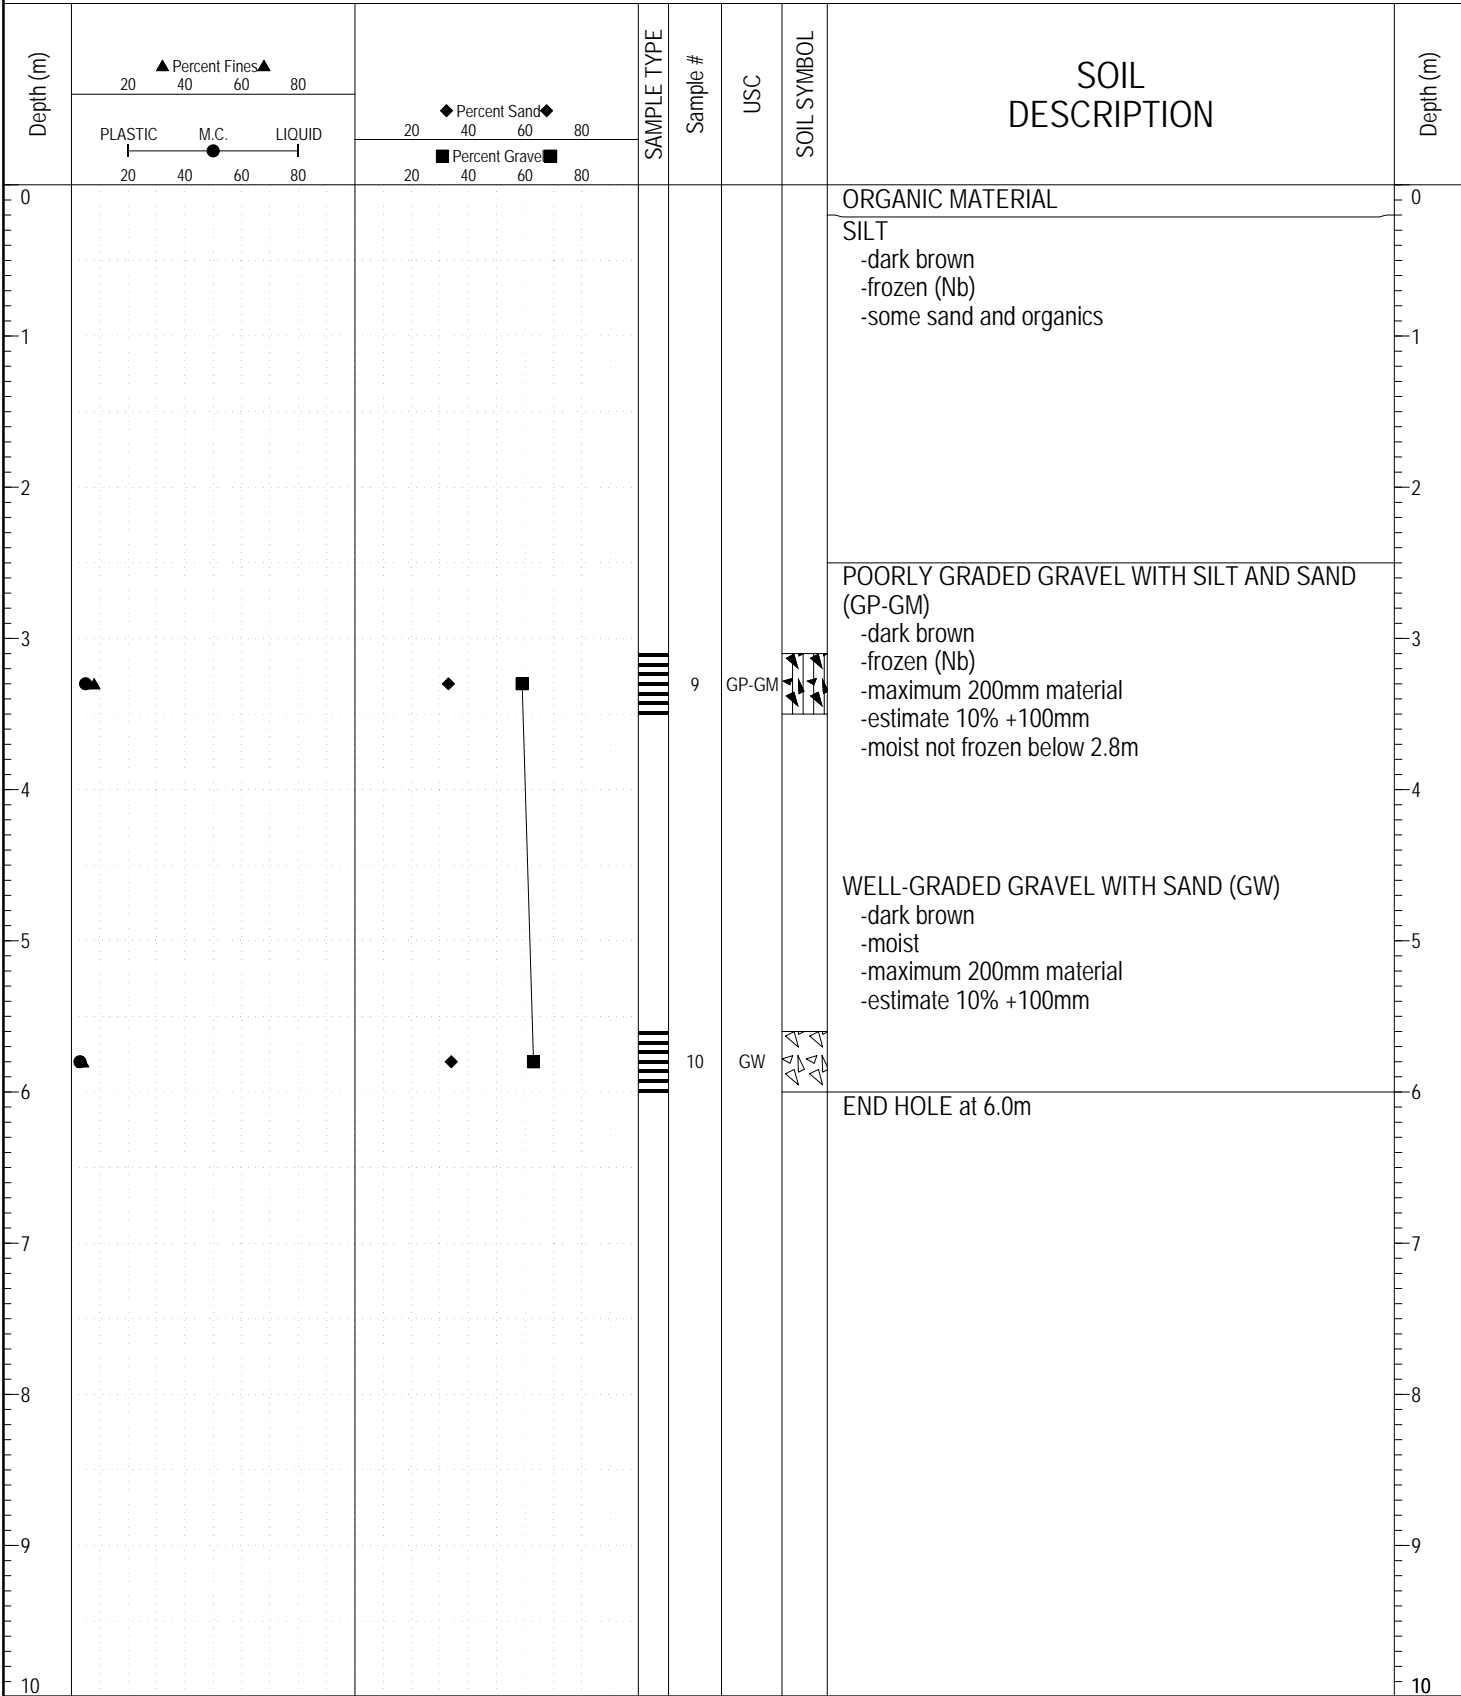 Depth (m)
▲ Percent Fines ▲
20 40 60 80
PLASTIC M.C. LIQUID
20 40 60 80
◆ Percent Sand ◆
20 40 60 80
■ Percent Gravel ■
20 40 60 80
SAMPLE TYPE
Sample #
USC
SOIL SYMBOL
SOIL
DESCRIPTION
Depth (m)
0 ORGANIC MATERIAL 0
SILT
-dark brown
-frozen (Nb)
-some sand and organics
1 1
2 2
POORLY GRADED GRAVEL WITH SILT AND SAND
(GP-GM)
-dark brown
3 3
-frozen (Nb)
9 GP-GM -maximum 200mm material
-estimate 10% +100mm
-moist not frozen below 2.8m
4 4
WELL-GRADED GRAVEL WITH SAND (GW)
-dark brown
5 -moist 5
-maximum 200mm material
-estimate 10% +100mm
10 GW
6 6
END HOLE at 6.0m
7 7
8 8
9 9
10 10